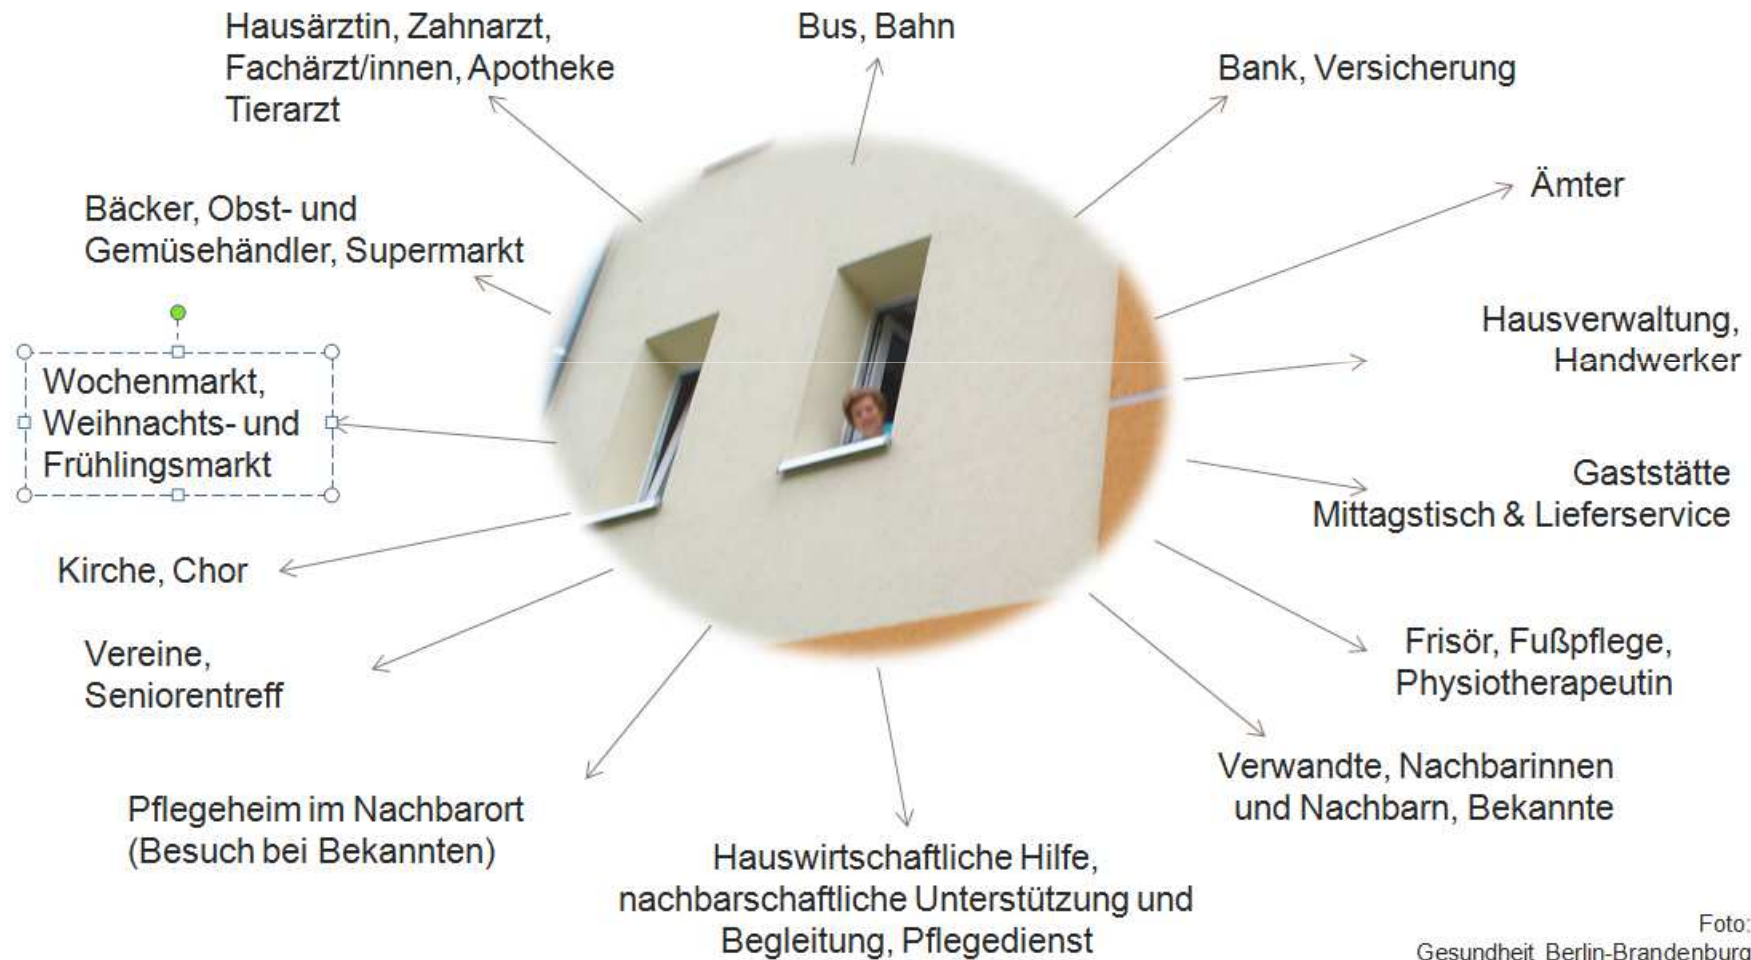 Hausärztin, Zahnarzt,
Fachärzt/innen, Apotheke
Tierarzt
Bus, Bahn
Bank, Versicherung
Ämter
Bäcker, Obst- und
Gemüsehändler, Supermarkt
Hausverwaltung,
Handwerker
Wochenmarkt,
Weihnachts- und
Frühlingsmarkt
Gaststätte
Mittagstisch & Lieferservice
Kirche, Chor
Vereine,
Seniorentreff
Frisör, Fußpflege,
Physiotherapeutin
Verwandte, Nachbarinnen
und Nachbarn, Bekannte
Pflegeheim im Nachbarort
(Besuch bei Bekannten)
Hauswirtschaftliche Hilfe,
nachbarschaftliche Unterstützung und
Begleitung, Pflegedienst
Foto:
Gesundheit Berlin-Brandenburg